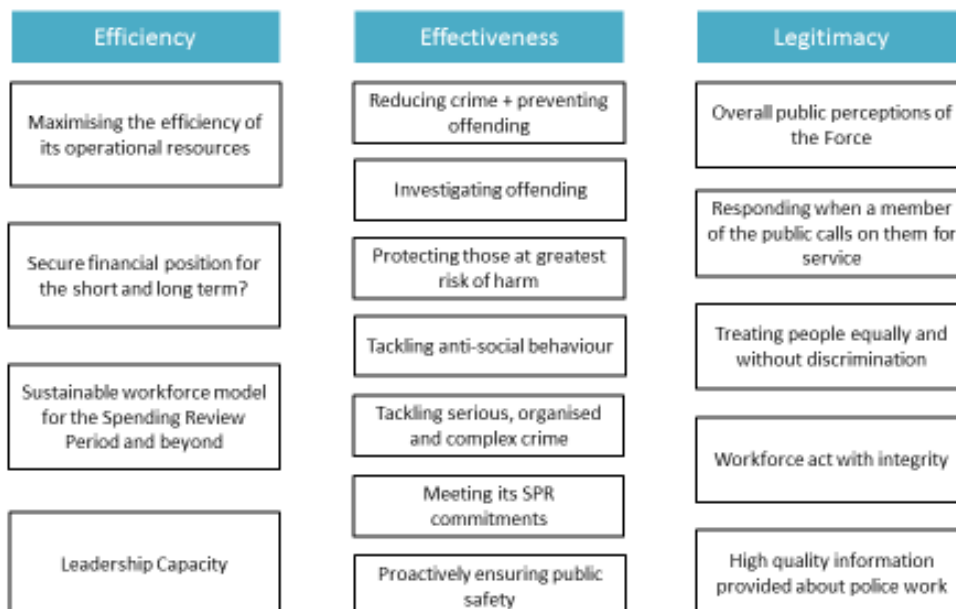 Efficiency
Maximising the efficiency of
its operational resources
Secure financial position for
the short and long term?
Sustainable workforce model
for the Spending Review
Period and beyond
Leadership Capacity
Effectiveness
Reducing crime + preventing
offending
Investigating offending
Protecting those at greatest
risk of harm
Tackling anti-social behaviour
Tackling serious, organised
and complex crime
Meeting its SPR
commitments
Proactively ensuring public
safety
Legitimacy
Overall public perceptions of
the Force
Responding when a member
of the public calls on them for
service
Treating people equally and
without discrimination
Workforce act with integrity
High quality information
provided about police work